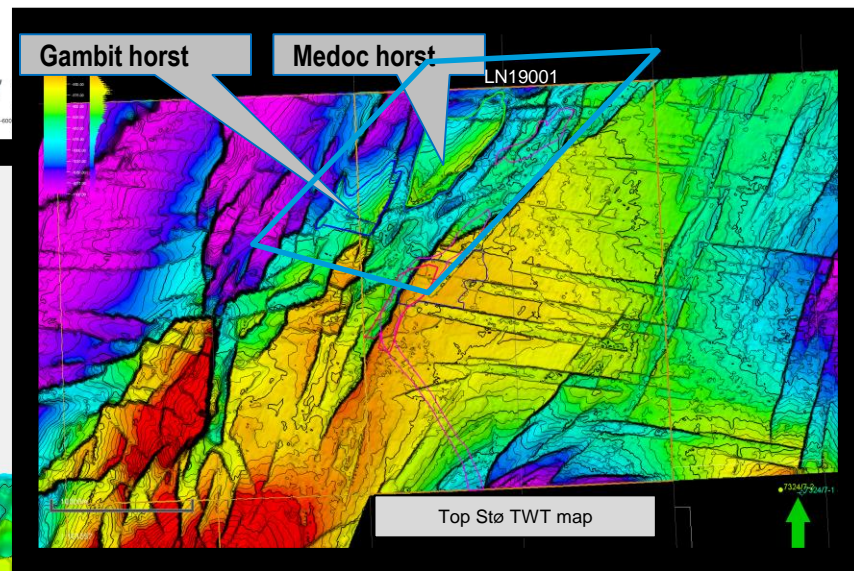 Gambit horst
Medoc horst
LN19001
Top Stø TWT map
7324/7-2
7324/7-1